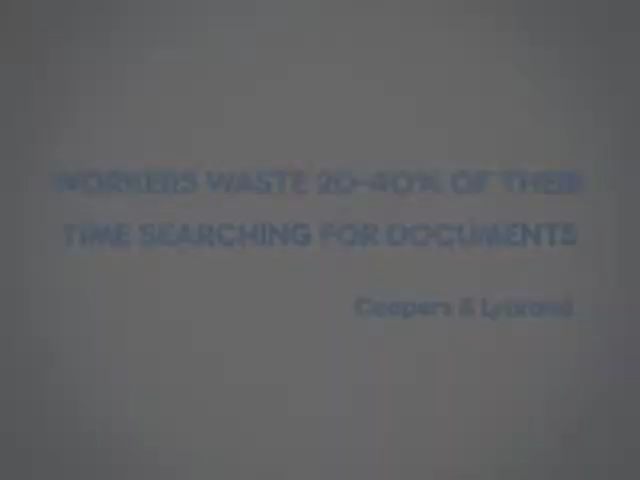 WORKERS WASTE 20-40% OF THEIR
TIME SEARCHING FOR DOCUMENTS
Coopers & Lybrand